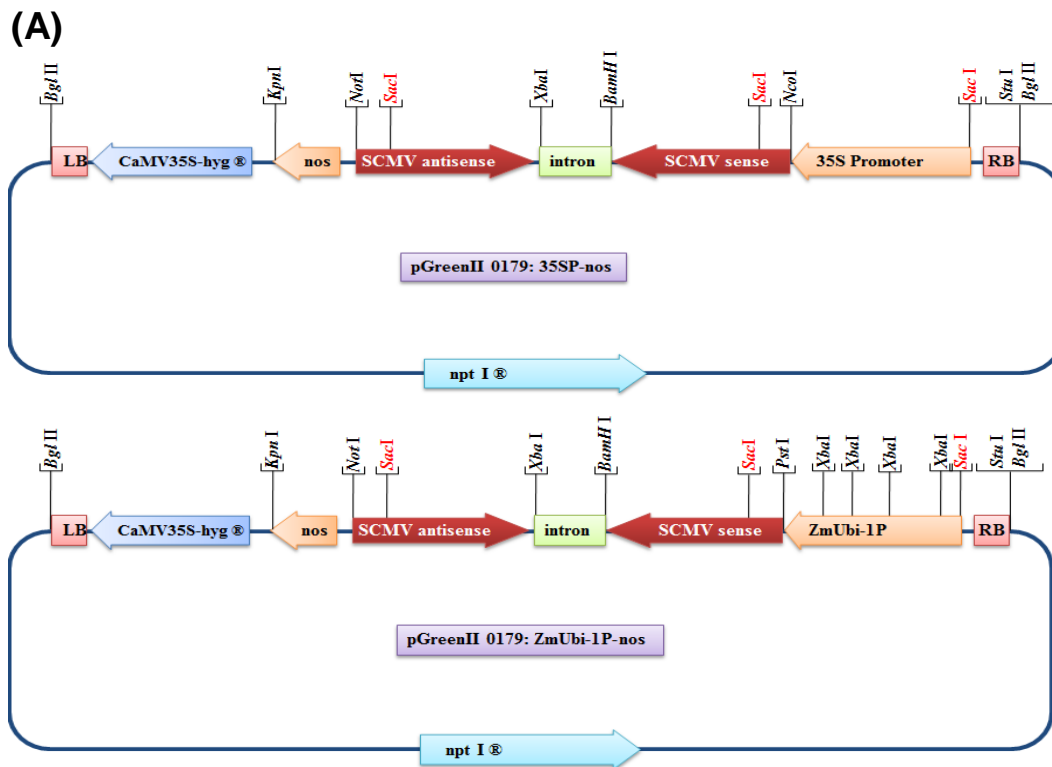 (A)
Bgl II
KpnI
NotI
SacI
XbaI
BamH I
SacI
NcoI
Sac I
Stu I
Bgl II
LB
CaMV35S-hyg ®
nos
SCMV antisense
intron
SCMV sense
35S Promoter
RB
pGreenII 0179: 35SP-nos
npt I ®
Bgl II
Kpn I
Not I
SacI
Xba I
BamH I
SacI
Pst I
XbaI
XbaI
XbaI
XbaI
Sac I
Stu I
Bgl II
LB
CaMV35S-hyg ®
nos
SCMV antisense
intron
SCMV sense
ZmUbi-1P
RB
pGreenII 0179: ZmUbi-1P-nos
npt I ®